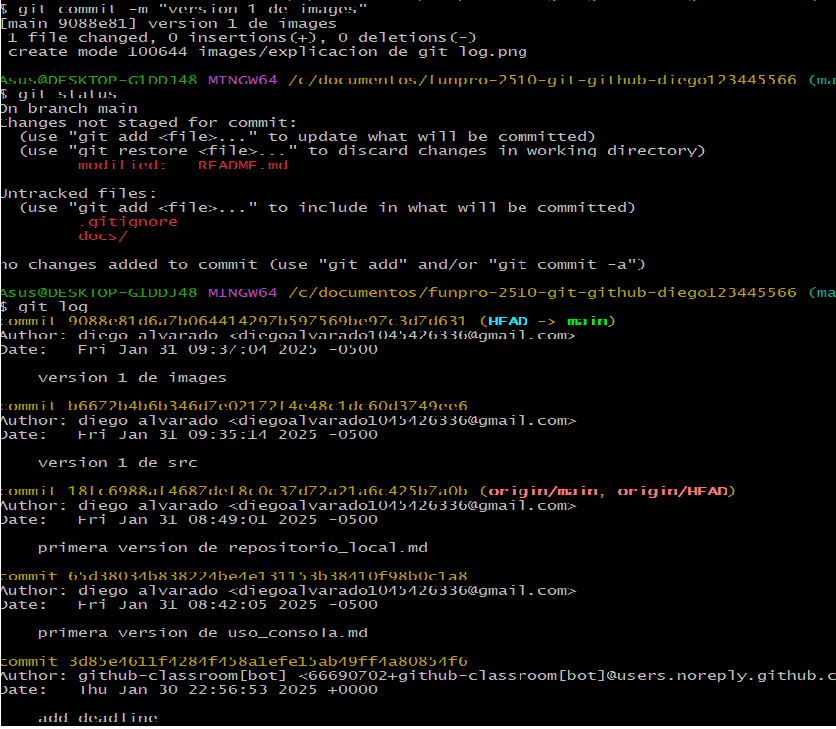 $ git commit -m "version 1 de images"
[main 9088e81] version 1 de images
 1 file changed, 0 insertions(+), 0 deletions(-)
 create mode 100644 images/explicacion de git log.png

Asus@DESKTOP-G1DDJ48 MINGW64 /c/documentos/funpro-2510-git-github-diego123445566 (ma
$ git status
On branch main
Changes not staged for commit:
  (use "git add <file>..." to update what will be committed)
  (use "git restore <file>..." to discard changes in working directory)
        modified:   README.md

Untracked files:
  (use "git add <file>..." to include in what will be committed)
        .gitignore
        docs/

no changes added to commit (use "git add" and/or "git commit -a")

Asus@DESKTOP-G1DDJ48 MINGW64 /c/documentos/funpro-2510-git-github-diego123445566 (ma
$ git log
commit 9088e81d6a7b064414297b597569be97c3d7d631 (HEAD -> main)
Author: diego alvarado <diegoalvarado1045426336@gmail.com>
Date:   Fri Jan 31 09:37:04 2025 -0500

    version 1 de images

commit b6672b4b6b346d7e02172f4e48c1dc60d3749ee6
Author: diego alvarado <diegoalvarado1045426336@gmail.com>
Date:   Fri Jan 31 09:35:14 2025 -0500

    version 1 de src

commit 18fc6988af4687def8c0c37d72a21a6c425b7a0b (origin/main, origin/HEAD)
Author: diego alvarado <diegoalvarado1045426336@gmail.com>
Date:   Fri Jan 31 08:49:01 2025 -0500

    primera version de repositorio_local.md

commit 65d38034b838224be4e131153b38410f98b0c1a8
Author: diego alvarado <diegoalvarado1045426336@gmail.com>
Date:   Fri Jan 31 08:42:05 2025 -0500

    primera version de uso_consola.md

commit 3d85e4611f4284f458a1efe15ab49ff4a80854f6
Author: github-classroom[bot] <66690702+github-classroom[bot]@users.noreply.github.c
Date:   Thu Jan 30 22:56:53 2025 +0000

    add deadline